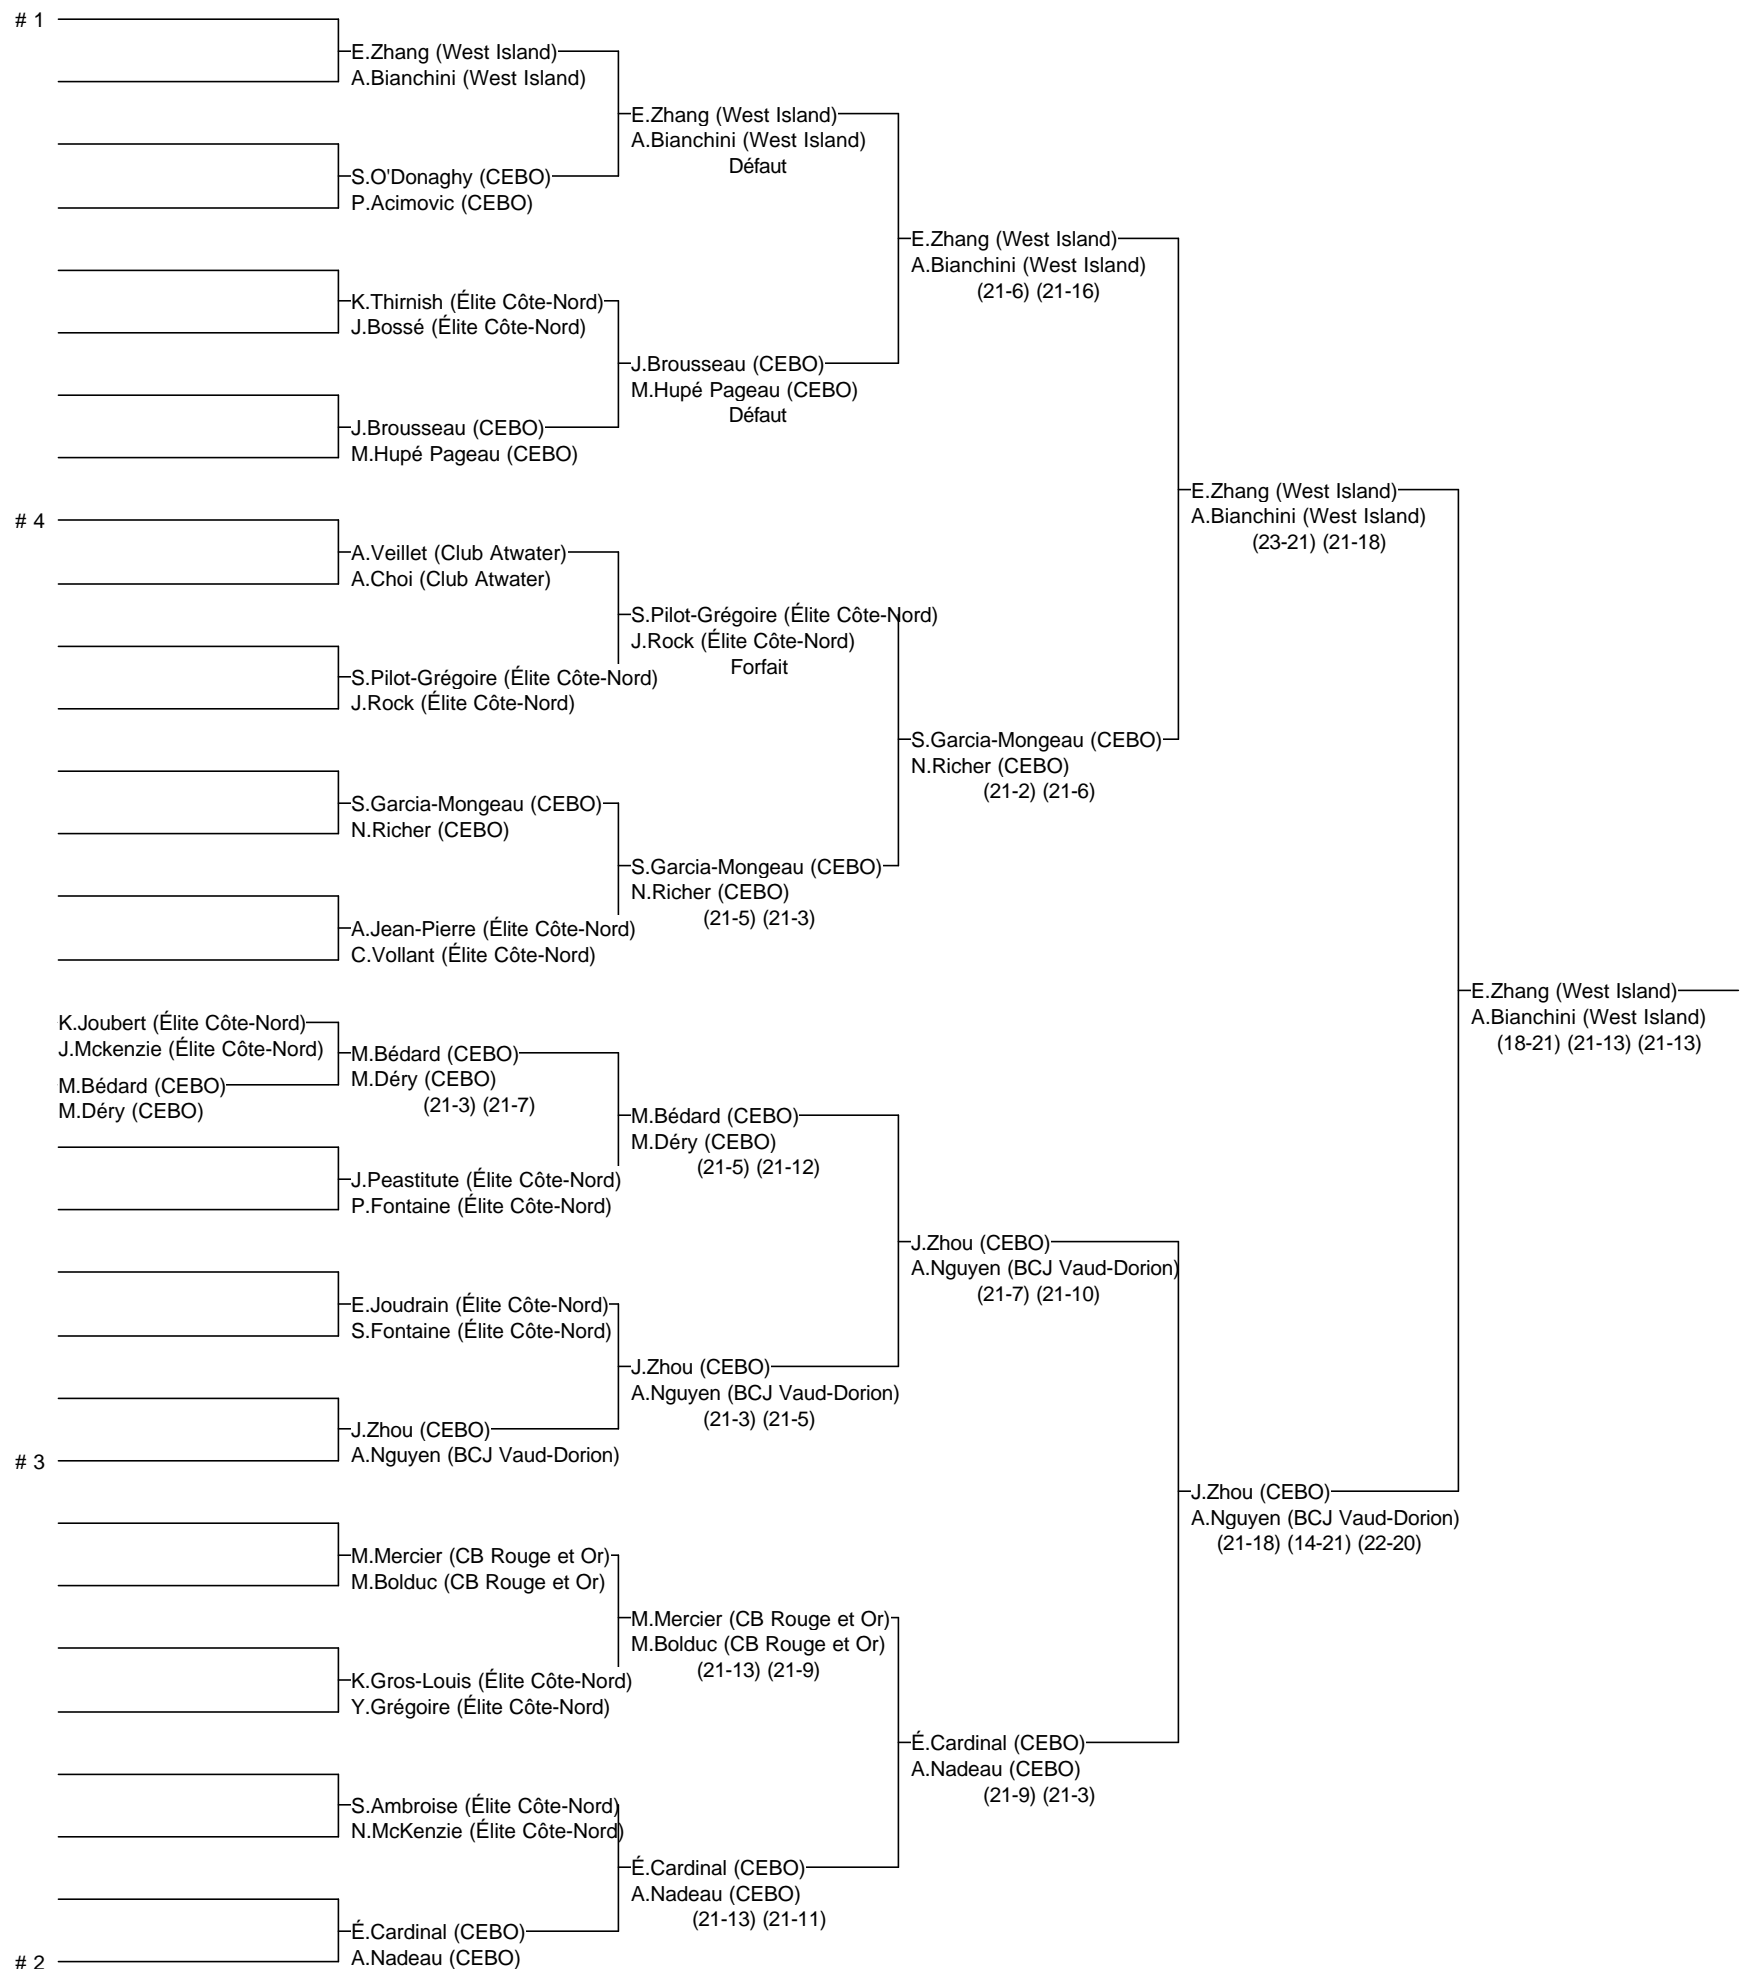 # 1
E.Zhang (West Island)
A.Bianchini (West Island)
E.Zhang (West Island)
A.Bianchini (West Island)
Défaut
S.O'Donaghy (CEBO)
P.Acimovic (CEBO)
E.Zhang (West Island)
A.Bianchini (West Island)
(21-6) (21-16)
K.Thirnish (Élite Côte-Nord)
J.Bossé (Élite Côte-Nord)
J.Brousseau (CEBO)
M.Hupé Pageau (CEBO)
Défaut
J.Brousseau (CEBO)
M.Hupé Pageau (CEBO)
E.Zhang (West Island)
A.Bianchini (West Island)
(23-21) (21-18)
# 4
A.Veillet (Club Atwater)
A.Choi (Club Atwater)
S.Pilot-Grégoire (Élite Côte-Nord)
J.Rock (Élite Côte-Nord)
Forfait
S.Pilot-Grégoire (Élite Côte-Nord)
J.Rock (Élite Côte-Nord)
S.Garcia-Mongeau (CEBO)
N.Richer (CEBO)
(21-2) (21-6)
S.Garcia-Mongeau (CEBO)
N.Richer (CEBO)
S.Garcia-Mongeau (CEBO)
N.Richer (CEBO)
(21-5) (21-3)
A.Jean-Pierre (Élite Côte-Nord)
C.Vollant (Élite Côte-Nord)
E.Zhang (West Island)
A.Bianchini (West Island)
(18-21) (21-13) (21-13)
K.Joubert (Élite Côte-Nord)
J.Mckenzie (Élite Côte-Nord)
M.Bédard (CEBO)
M.Déry (CEBO)
(21-3) (21-7)
M.Bédard (CEBO)
M.Déry (CEBO)
M.Bédard (CEBO)
M.Déry (CEBO)
(21-5) (21-12)
J.Peastitute (Élite Côte-Nord)
P.Fontaine (Élite Côte-Nord)
J.Zhou (CEBO)
A.Nguyen (BCJ Vaud-Dorion)
(21-7) (21-10)
E.Joudrain (Élite Côte-Nord)
S.Fontaine (Élite Côte-Nord)
J.Zhou (CEBO)
A.Nguyen (BCJ Vaud-Dorion)
(21-3) (21-5)
J.Zhou (CEBO)
A.Nguyen (BCJ Vaud-Dorion)
# 3
J.Zhou (CEBO)
A.Nguyen (BCJ Vaud-Dorion)
(21-18) (14-21) (22-20)
M.Mercier (CB Rouge et Or)
M.Bolduc (CB Rouge et Or)
M.Mercier (CB Rouge et Or)
M.Bolduc (CB Rouge et Or)
(21-13) (21-9)
K.Gros-Louis (Élite Côte-Nord)
Y.Grégoire (Élite Côte-Nord)
É.Cardinal (CEBO)
A.Nadeau (CEBO)
(21-9) (21-3)
S.Ambroise (Élite Côte-Nord)
N.McKenzie (Élite Côte-Nord)
É.Cardinal (CEBO)
A.Nadeau (CEBO)
(21-13) (21-11)
É.Cardinal (CEBO)
A.Nadeau (CEBO)
# 2